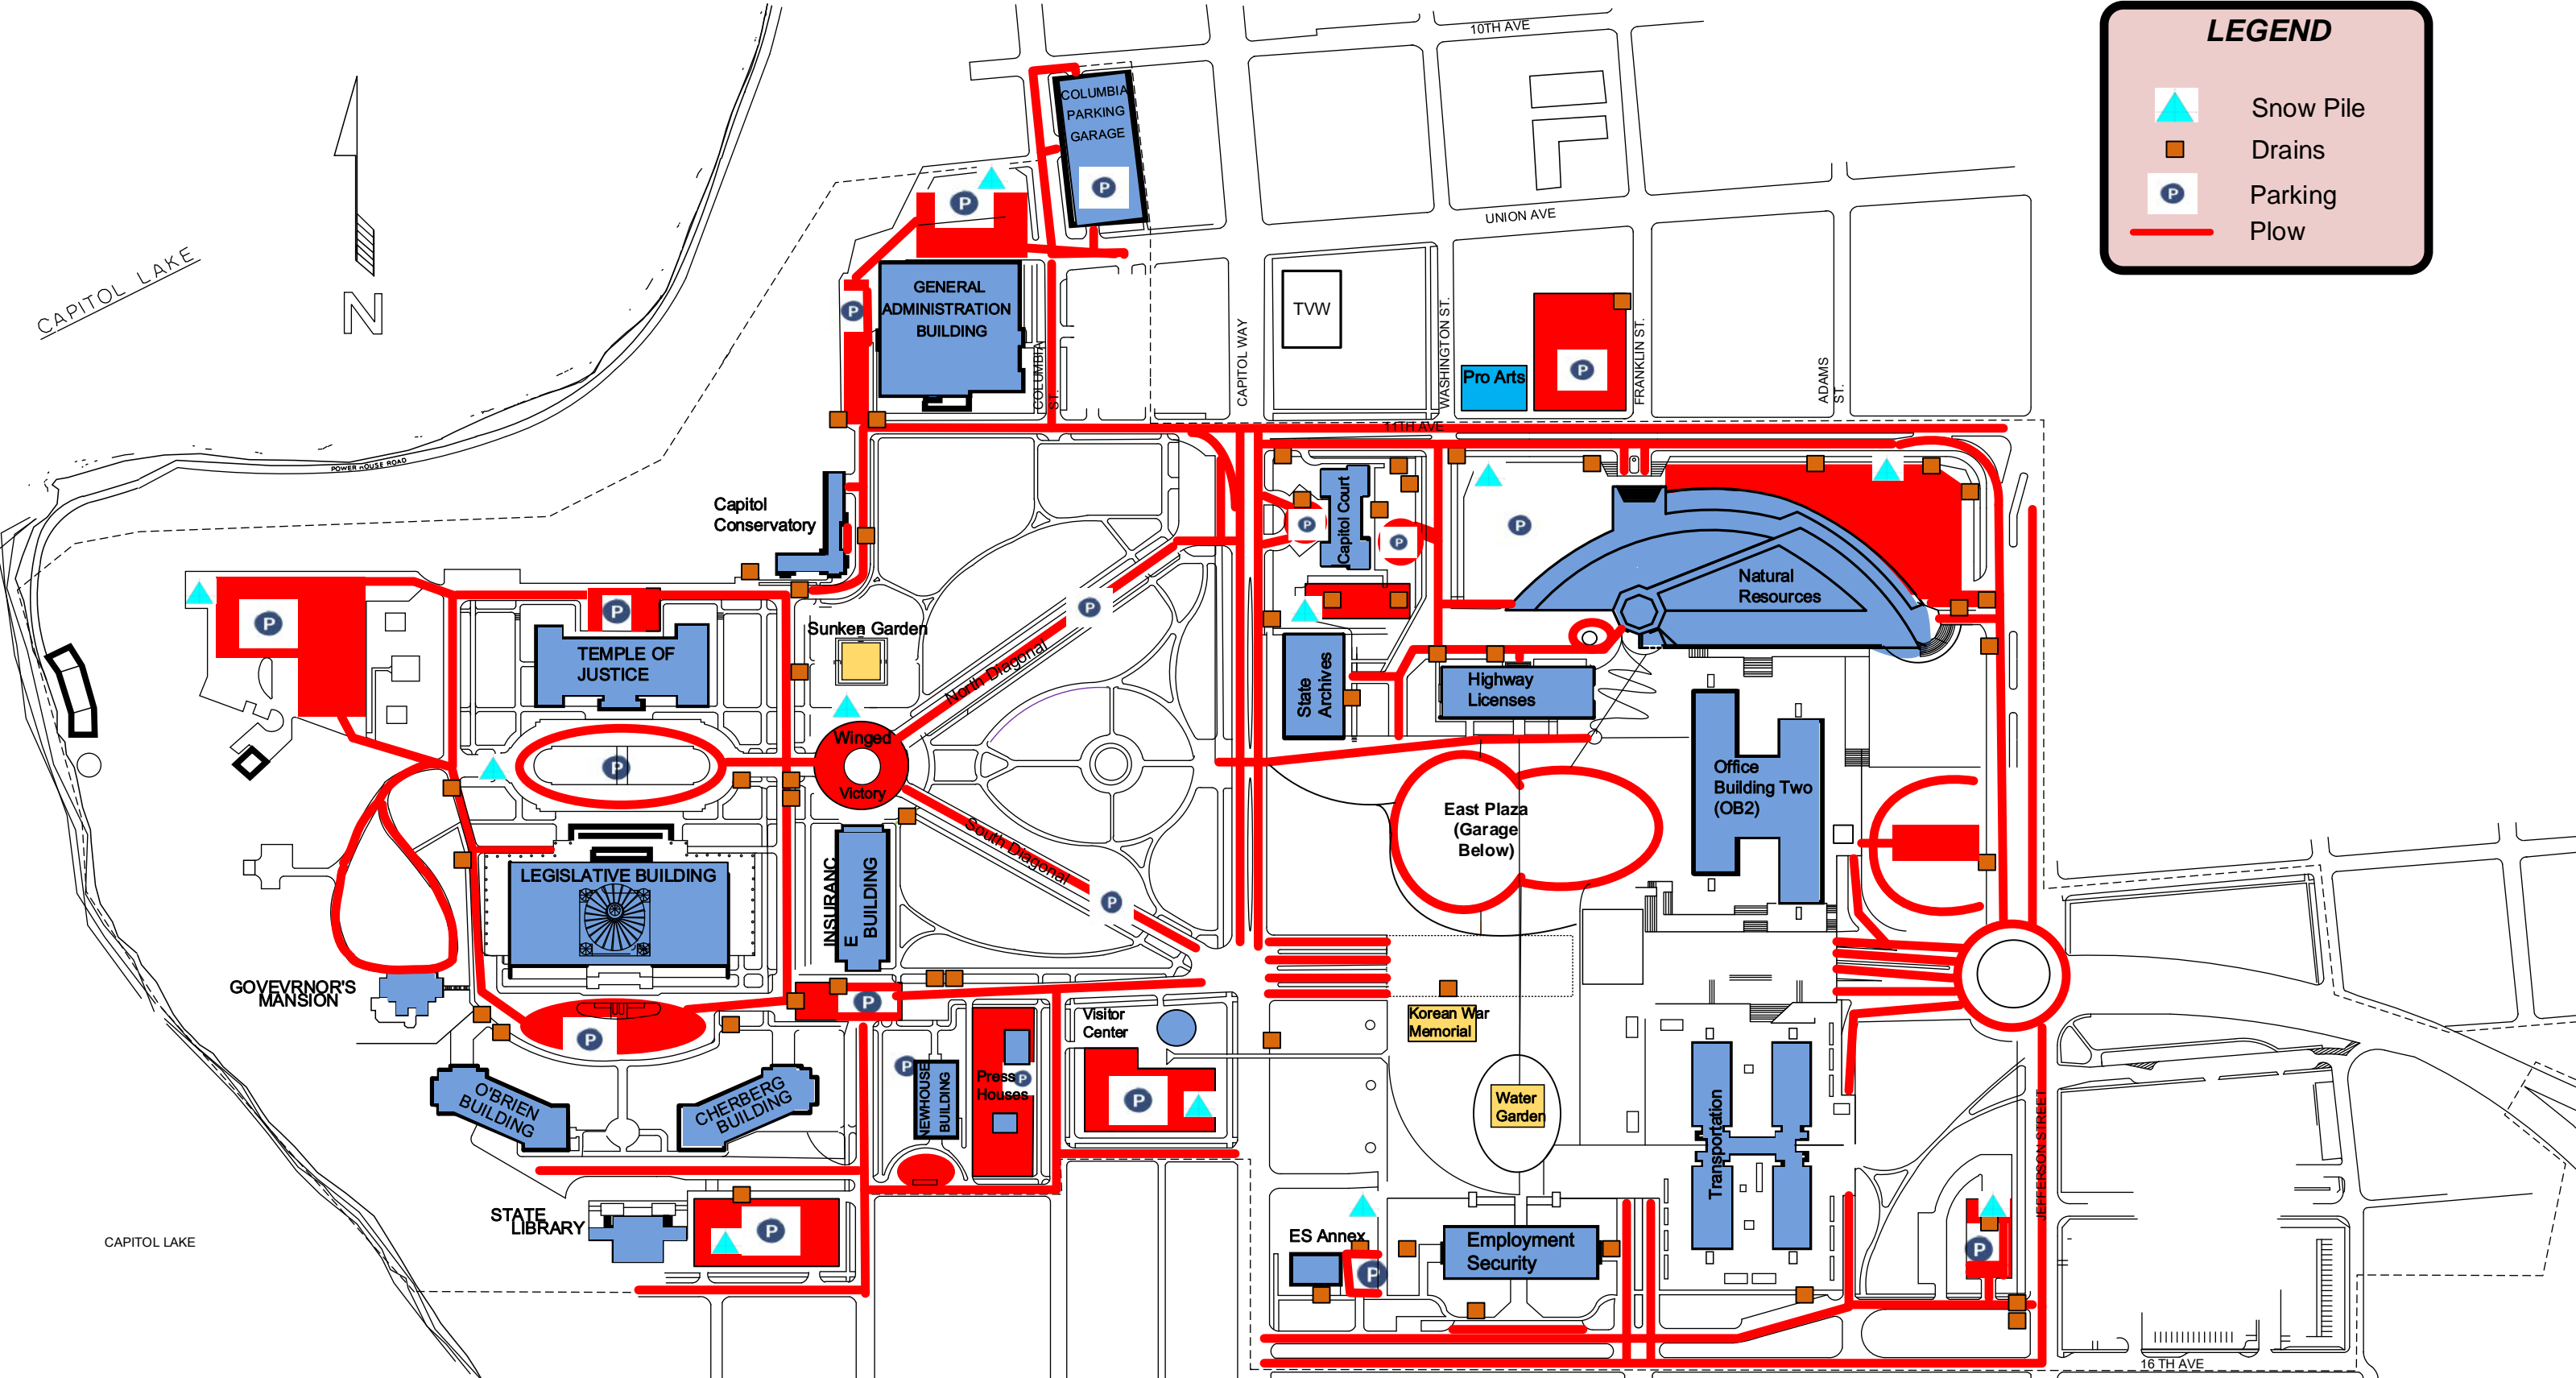 LEGEND
Snow Pile
Drains
P
Parking
Plow
10TH AVE
COLUMBIA
PARKING
GARAGE
P
P
UNION AVE
CAPITOL LAKE
N
GENERAL
ADMINISTRATION
BUILDING
P
COLUMBIA
ST.
CAPITOL WAY
TVW
WASHINGTON ST.
Pro Arts
P
FRANKLIN ST.
ADAMS
ST.
11TH AVE
POWER HOUSE ROAD
Capitol
Conservatory
Capitol Court
P
P
P
Natural
Resources
P
P
P
TEMPLE OF
JUSTICE
Sunken Garden
North Diagonal
State
Archives
Highway
Licenses
Winged
Victory
P
Office
Building Two
(OB2)
East Plaza
(Garage
Below)
South Diagonal
P
LEGISLATIVE BUILDING
INSURANC
E
BUILDING
GOVEVRNOR'S
MANSION
P
P
Visitor
Center
Korean War
Memorial
P
NEWHOUSE
BUILDING
Press
Houses
P
P
O'BRIEN
BUILDING
CHERBERG
BUILDING
Water
Garden
Transportation
JEFFERSON STREET
STATE
LIBRARY
P
CAPITOL LAKE
ES Annex
P
Employment
Security
P
16 TH AVE